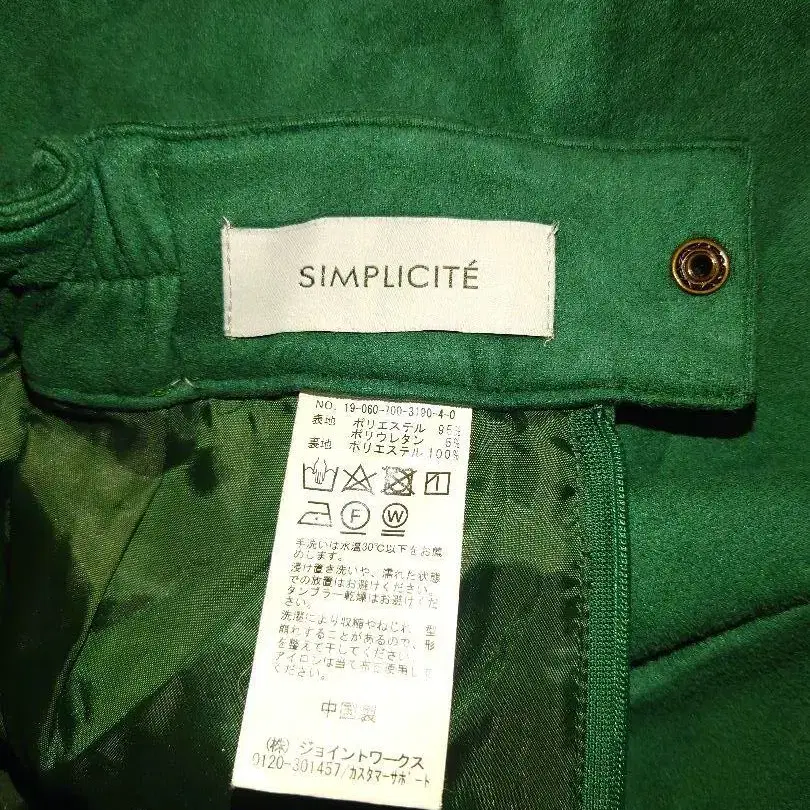 SIMPLICITÉ
NO. 19-060-700-3190-4-0
表地 ポリエステル 95%
ポリウレタン 5%
裏地 ポリエステル 100%
F W
手洗いは水温30℃以下をお薦
めします。
浸け置き洗いや、濡れた状態
での放置はお避けください。
タンブラー乾燥はお避けくだ
さい。
洗濯により収縮やねじれ 型
崩れすることがあるので、形
を整えて干してください
アイロンは当て布で使用して
ください。
中国製
(株) ジョイントワークス
0120-301457/カスタマーサポート